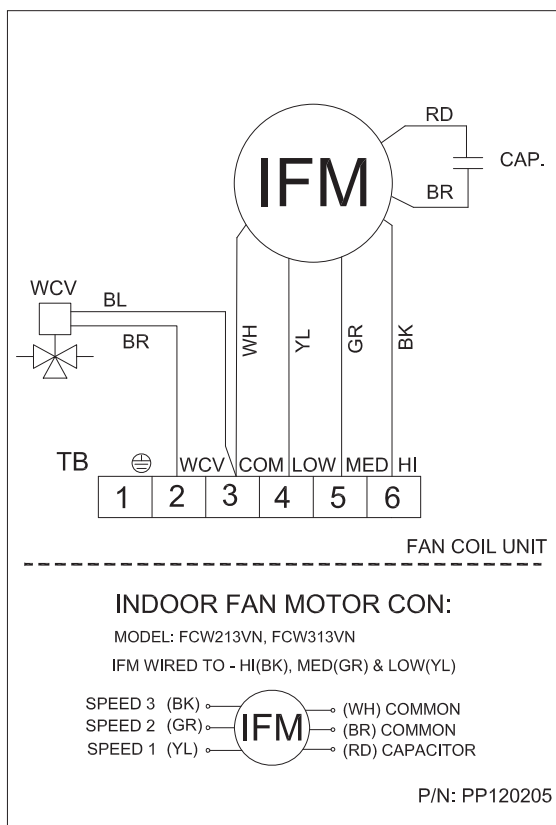 RD
IFM
CAP.
BR
WCV
BL
BR
WH
YL
GR
BK
TB
WCV COM LOW MED HI
1 2 3 4 5 6
FAN COIL UNIT
INDOOR FAN MOTOR CON:
MODEL: FCW213VN, FCW313VN
IFM WIRED TO - HI(BK), MED(GR) & LOW(YL)
SPEED 3 (BK)
SPEED 2 (GR)
SPEED 1 (YL)
IFM
(WH) COMMON
(BR) COMMON
(RD) CAPACITOR
P/N: PP120205